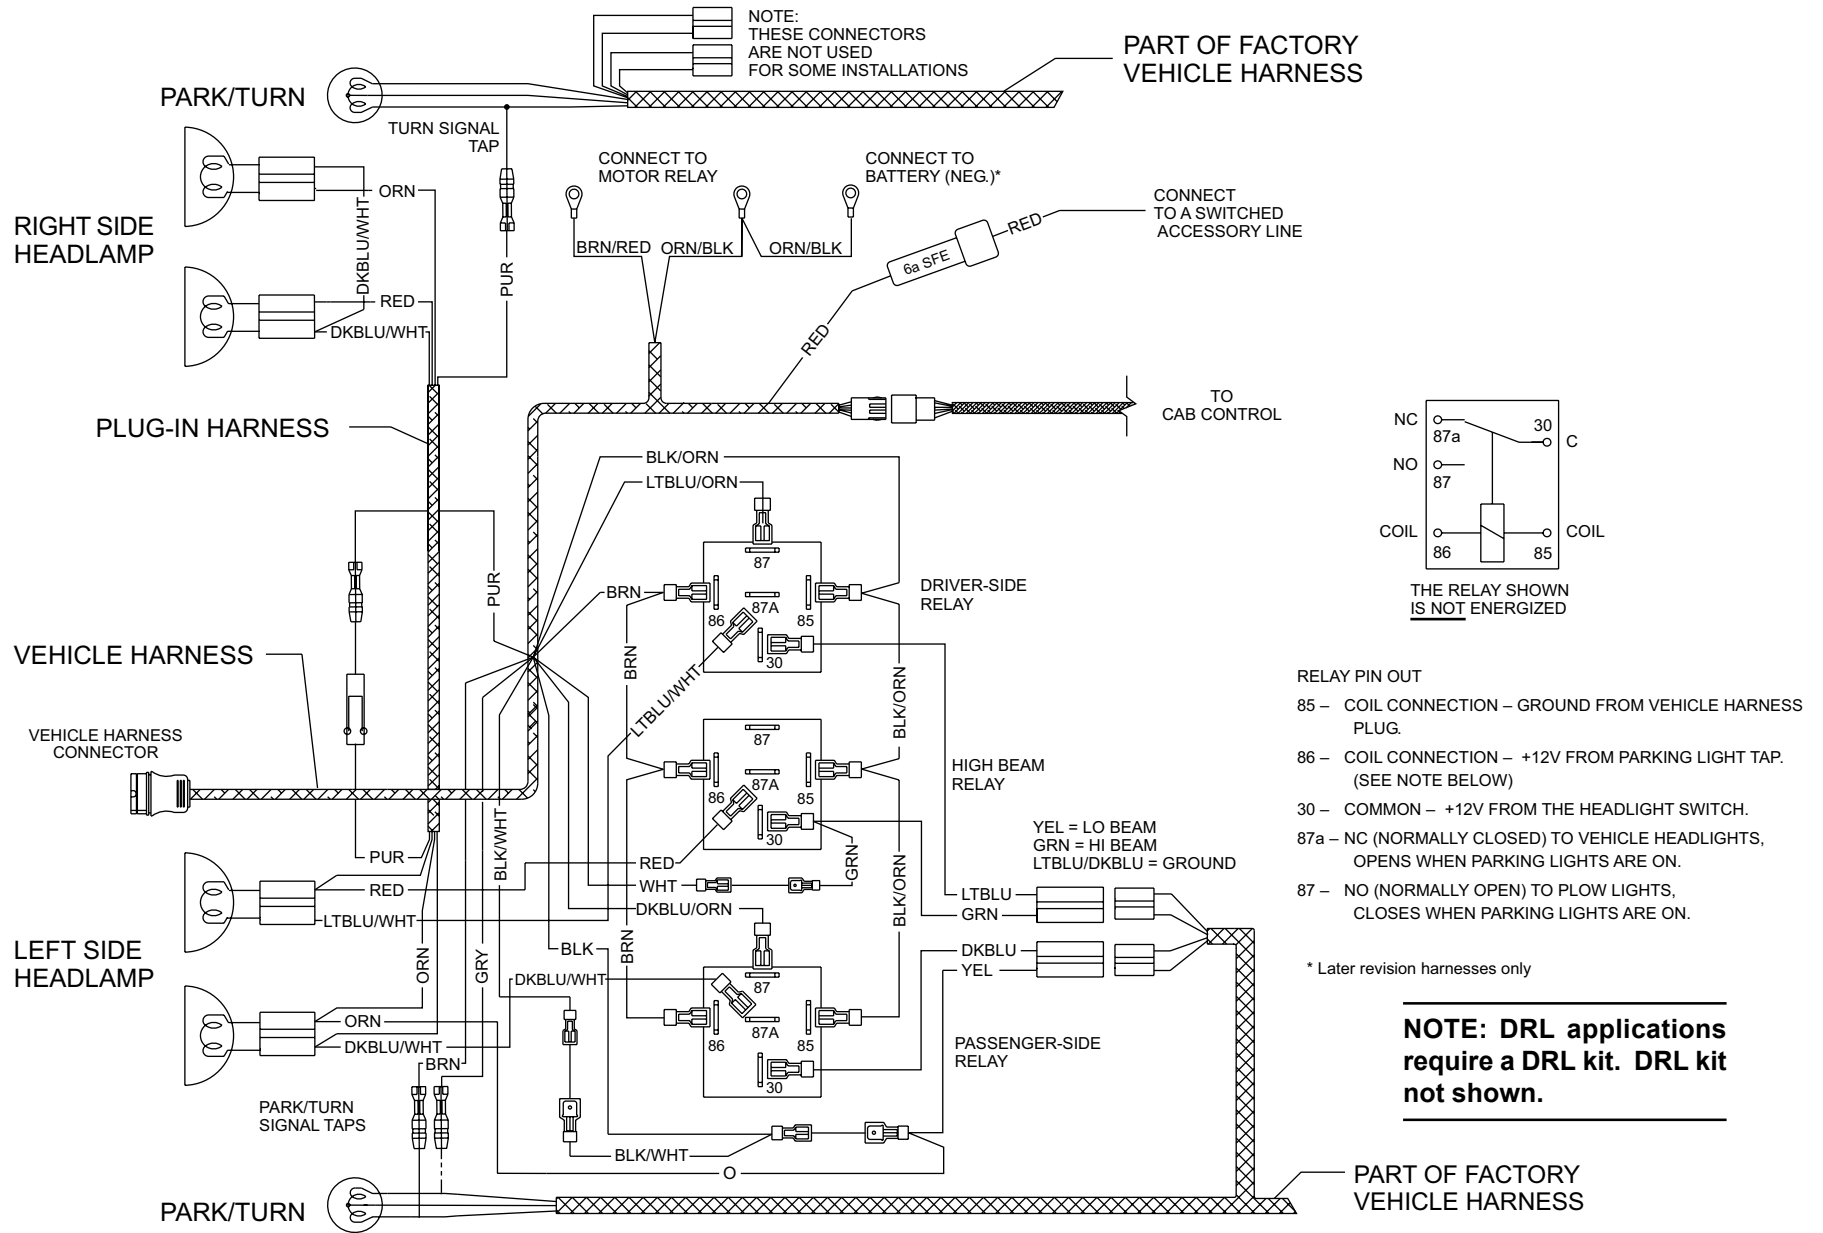 NOTE:
THESE CONNECTORS
ARE NOT USED
FOR SOME INSTALLATIONS
PART OF FACTORY
VEHICLE HARNESS
PARK/TURN
TURN SIGNAL
TAP
CONNECT TO
MOTOR RELAY
CONNECT TO
BATTERY (NEG.)*
CONNECT
TO A SWITCHED
ACCESSORY LINE
RIGHT SIDE
HEADLAMP
ORN
DKBLU/WHT
RED
DKBLU/WHT
PUR
BRN/RED
ORN/BLK
ORN/BLK
6a SFE
RED
RED
TO
CAB CONTROL
PLUG-IN HARNESS
BLK/ORN
LTBLU/ORN
NC
87a
30
C
NO
87
COIL
86
85
COIL
THE RELAY SHOWN
IS NOT ENERGIZED
PUR
BRN
87
87A
86
85
30
DRIVER-SIDE
RELAY
VEHICLE HARNESS
BRN
LTBLU/WHT
BLK/ORN
VEHICLE HARNESS
CONNECTOR
87
87A
86
85
30
HIGH BEAM
RELAY
RELAY PIN OUT
85 – COIL CONNECTION – GROUND FROM VEHICLE HARNESS
PLUG.
86 – COIL CONNECTION – +12V FROM PARKING LIGHT TAP.
(SEE NOTE BELOW)
30 – COMMON – +12V FROM THE HEADLIGHT SWITCH.
87a – NC (NORMALLY CLOSED) TO VEHICLE HEADLIGHTS,
OPENS WHEN PARKING LIGHTS ARE ON.
87 – NO (NORMALLY OPEN) TO PLOW LIGHTS,
CLOSES WHEN PARKING LIGHTS ARE ON.
YEL = LO BEAM
GRN = HI BEAM
LTBLU/DKBLU = GROUND
PUR
BLK/WHT
RED
RED
WHT
GRN
LTBLU/WHT
DKBLU/ORN
BLK/ORN
LTBLU
GRN
LEFT SIDE
HEADLAMP
ORN
GRY
BLK
BRN
DKBLU/WHT
DKBLU
YEL
* Later revision harnesses only
87
87A
86
85
30
ORN
DKBLU/WHT
BRN
PASSENGER-SIDE
RELAY
NOTE: DRL applications
require a DRL kit. DRL kit
not shown.
PARK/TURN
SIGNAL TAPS
BLK/WHT
O
PARK/TURN
PART OF FACTORY
VEHICLE HARNESS